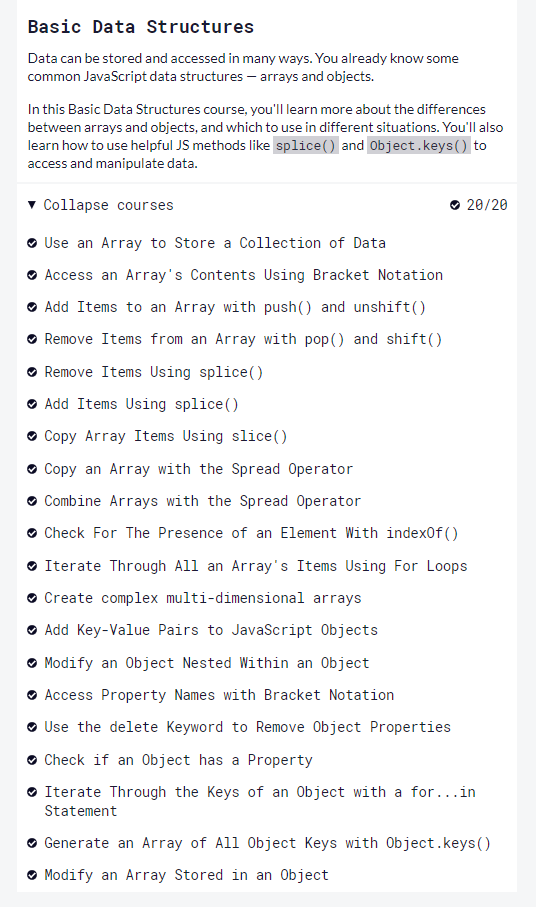 Basic Data Structures
Data can be stored and accessed in many ways. You already know some
common JavaScript data structures — arrays and objects.
In this Basic Data Structures course, you'll learn more about the differences
between arrays and objects, and which to use in different situations. You'll also
learn how to use helpful JS methods like splice() and Object.keys() to
access and manipulate data.
Collapse courses 20/20
Use an Array to Store a Collection of Data
Access an Array's Contents Using Bracket Notation
Add Items to an Array with push() and unshift()
Remove Items from an Array with pop() and shift()
Remove Items Using splice()
Add Items Using splice()
Copy Array Items Using slice()
Copy an Array with the Spread Operator
Combine Arrays with the Spread Operator
Check For The Presence of an Element With indexOf()
Iterate Through All an Array's Items Using For Loops
Create complex multi-dimensional arrays
Add Key-Value Pairs to JavaScript Objects
Modify an Object Nested Within an Object
Access Property Names with Bracket Notation
Use the delete Keyword to Remove Object Properties
Check if an Object has a Property
Iterate Through the Keys of an Object with a for...in
Statement
Generate an Array of All Object Keys with Object.keys()
Modify an Array Stored in an Object